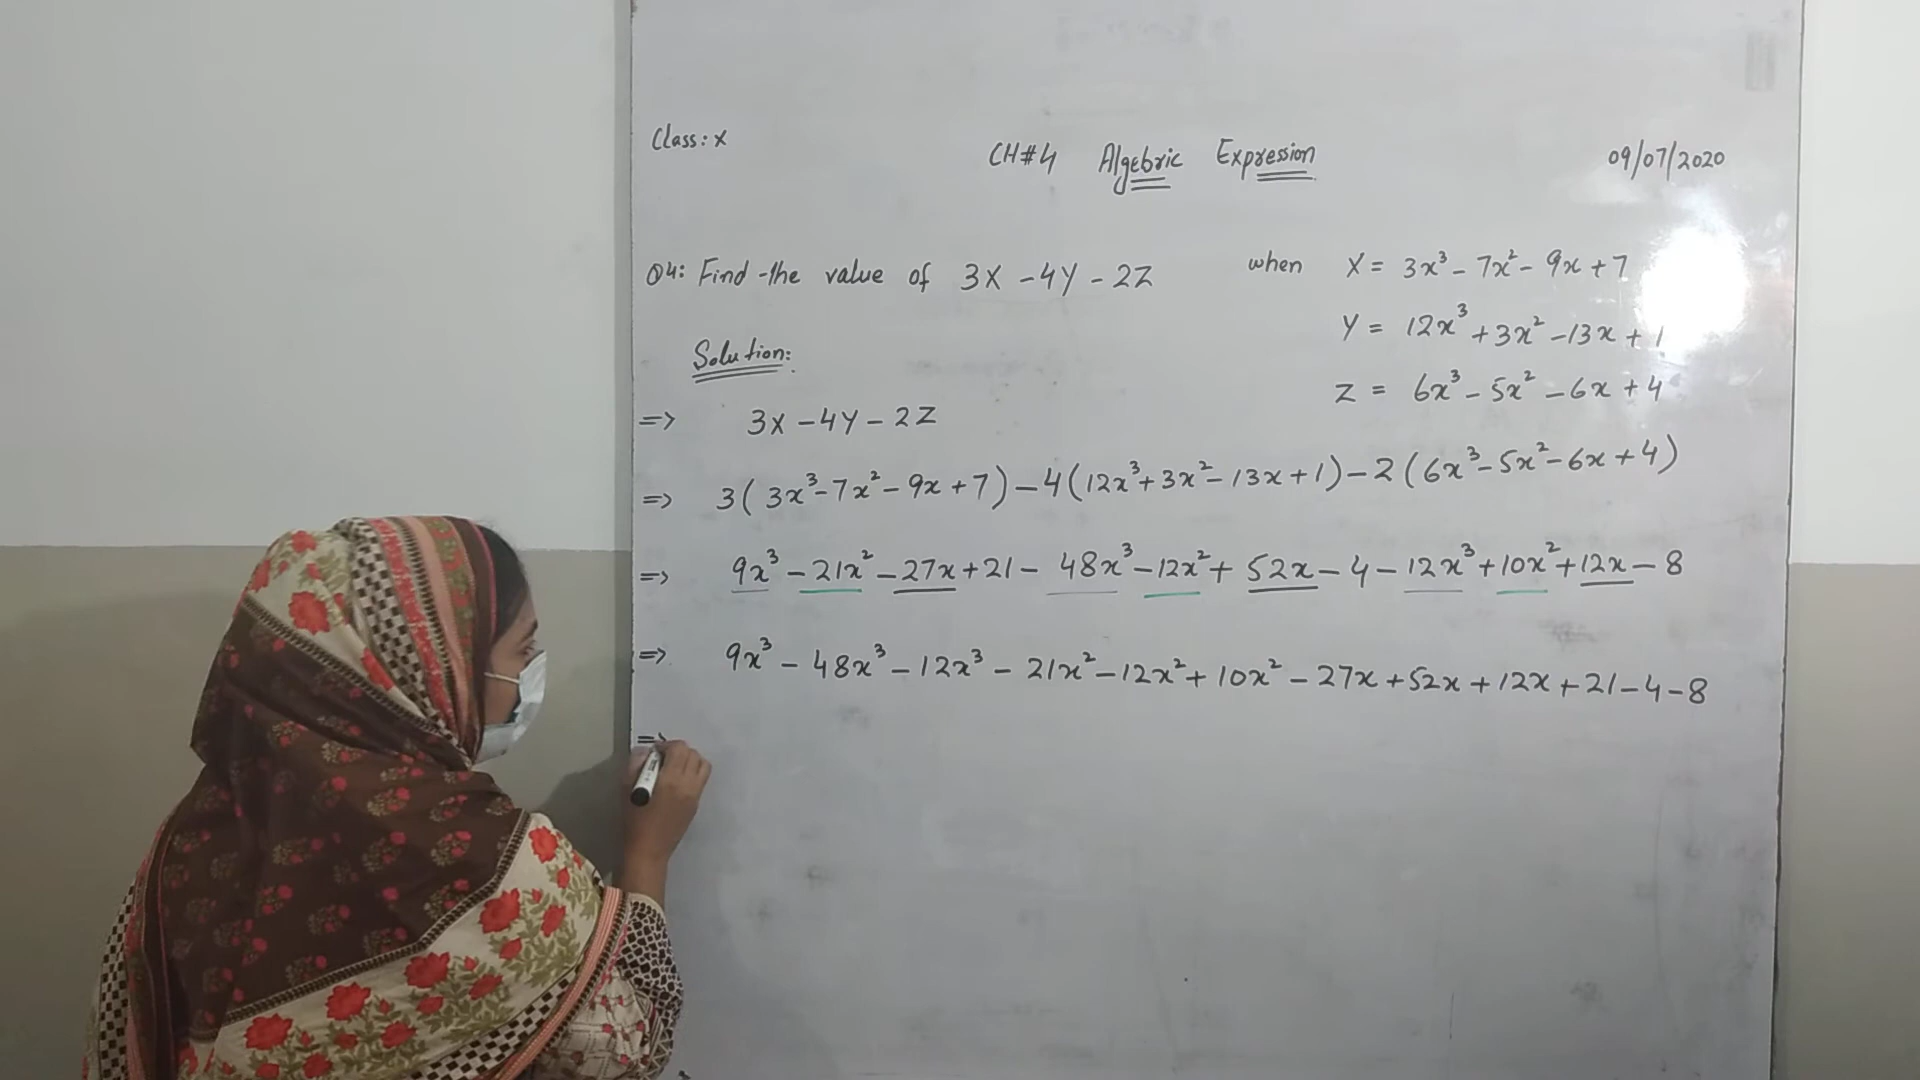 Class: X
CH#4 Algebric Expression
09/07/2020
Q4: Find the value of 3X - 4Y - 2Z when X = 3x³ - 7x² - 9x + 7
Y = 12x³ + 3x² - 13x + 1
Z = 6x³ - 5x² - 6x + 4
Solution:
=> 3X - 4Y - 2Z
=> 3(3x³ - 7x² - 9x + 7) - 4(12x³ + 3x² - 13x + 1) - 2(6x³ - 5x² - 6x + 4)
=> 9x³ - 21x² - 27x + 21 - 48x³ - 12x² + 52x - 4 - 12x³ + 10x² + 12x - 8
=> 9x³ - 48x³ - 12x³ - 21x² - 12x² + 10x² - 27x + 52x + 12x + 21 - 4 - 8
=>